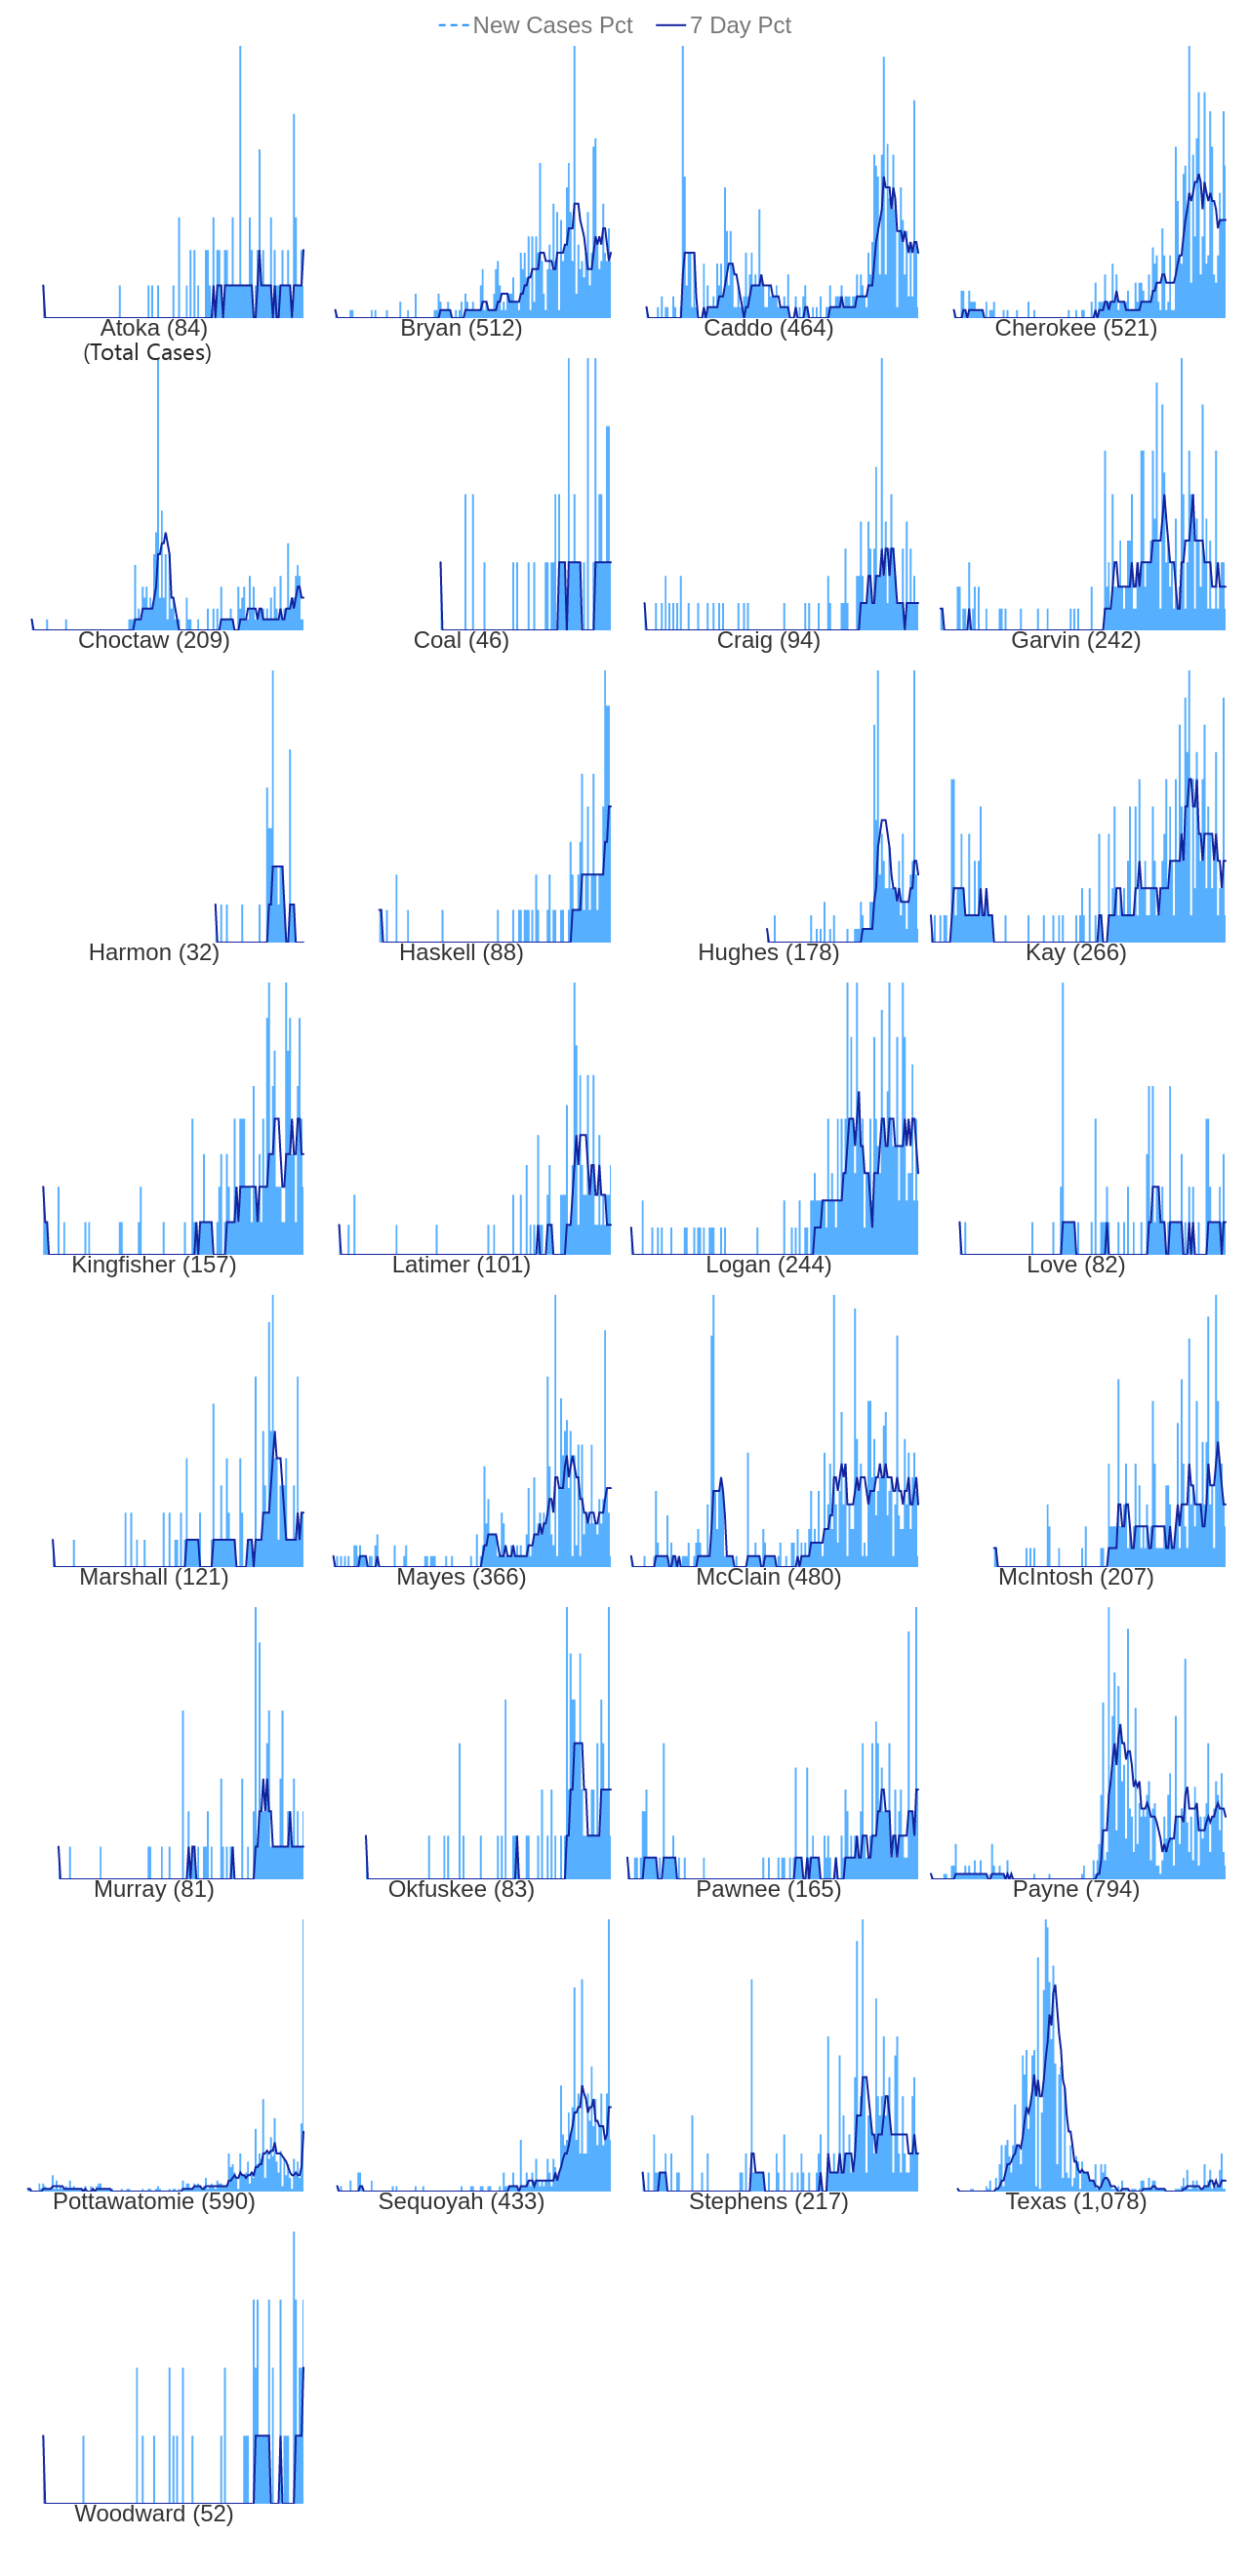 New Cases Pct 7 Day Pct
Atoka (84) Bryan (512) Caddo (464) Cherokee (521)
(Total Cases)
Choctaw (209) Coal (46) Craig (94) Garvin (242)
Harmon (32) Haskell (88) Hughes (178) Kay (266)
Kingfisher (157) Latimer (101) Logan (244) Love (82)
Marshall (121) Mayes (366) McClain (480) McIntosh (207)
Murray (81) Okfuskee (83) Pawnee (165) Payne (794)
Pottawatomie (590) Sequoyah (433) Stephens (217) Texas (1,078)
Woodward (52)